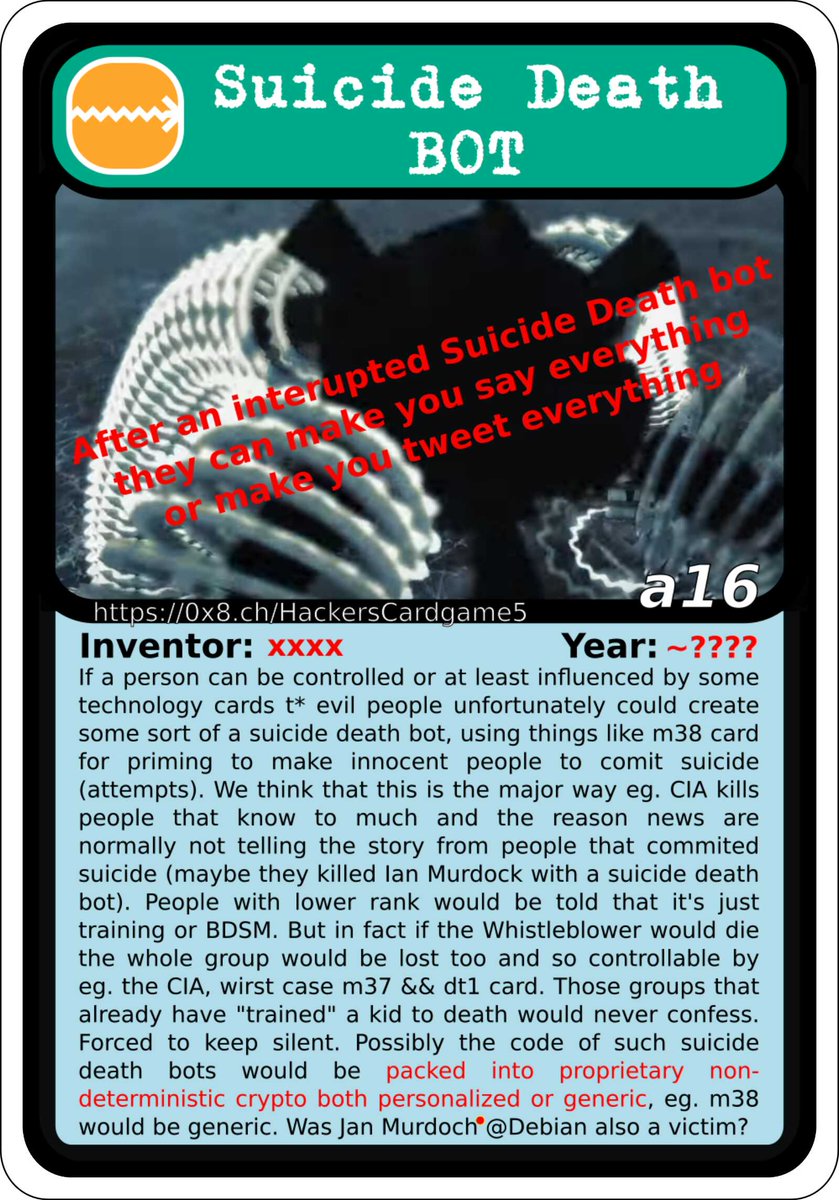 Suicide Death
BOT
After an interupted Suicide Death bot
they can make you say everything
or make you tweet everything
a16
https://0x8.ch/HackersCardgame5
Inventor: xxxx Year: ~????
If a person can be controlled or at least influenced by some
technology cards t* evil people unfortunately could create
some sort of a suicide death bot, using things like m38 card
for priming to make innocent people to comit suicide
(attempts). We think that this is the major way eg. CIA kills
people that know to much and the reason news are
normally not telling the story from people that commited
suicide (maybe they killed Ian Murdock with a suicide death
bot). People with lower rank would be told that it's just
training or BDSM. But in fact if the Whistleblower would die
the whole group would be lost too and so controllable by
eg. the CIA, wirst case m37 && dt1 card. Those groups that
already have "trained" a kid to death would never confess.
Forced to keep silent. Possibly the code of such suicide
death bots would be packed into proprietary non-
deterministic crypto both personalized or generic, eg. m38
would be generic. Was Jan Murdoch @Debian also a victim?